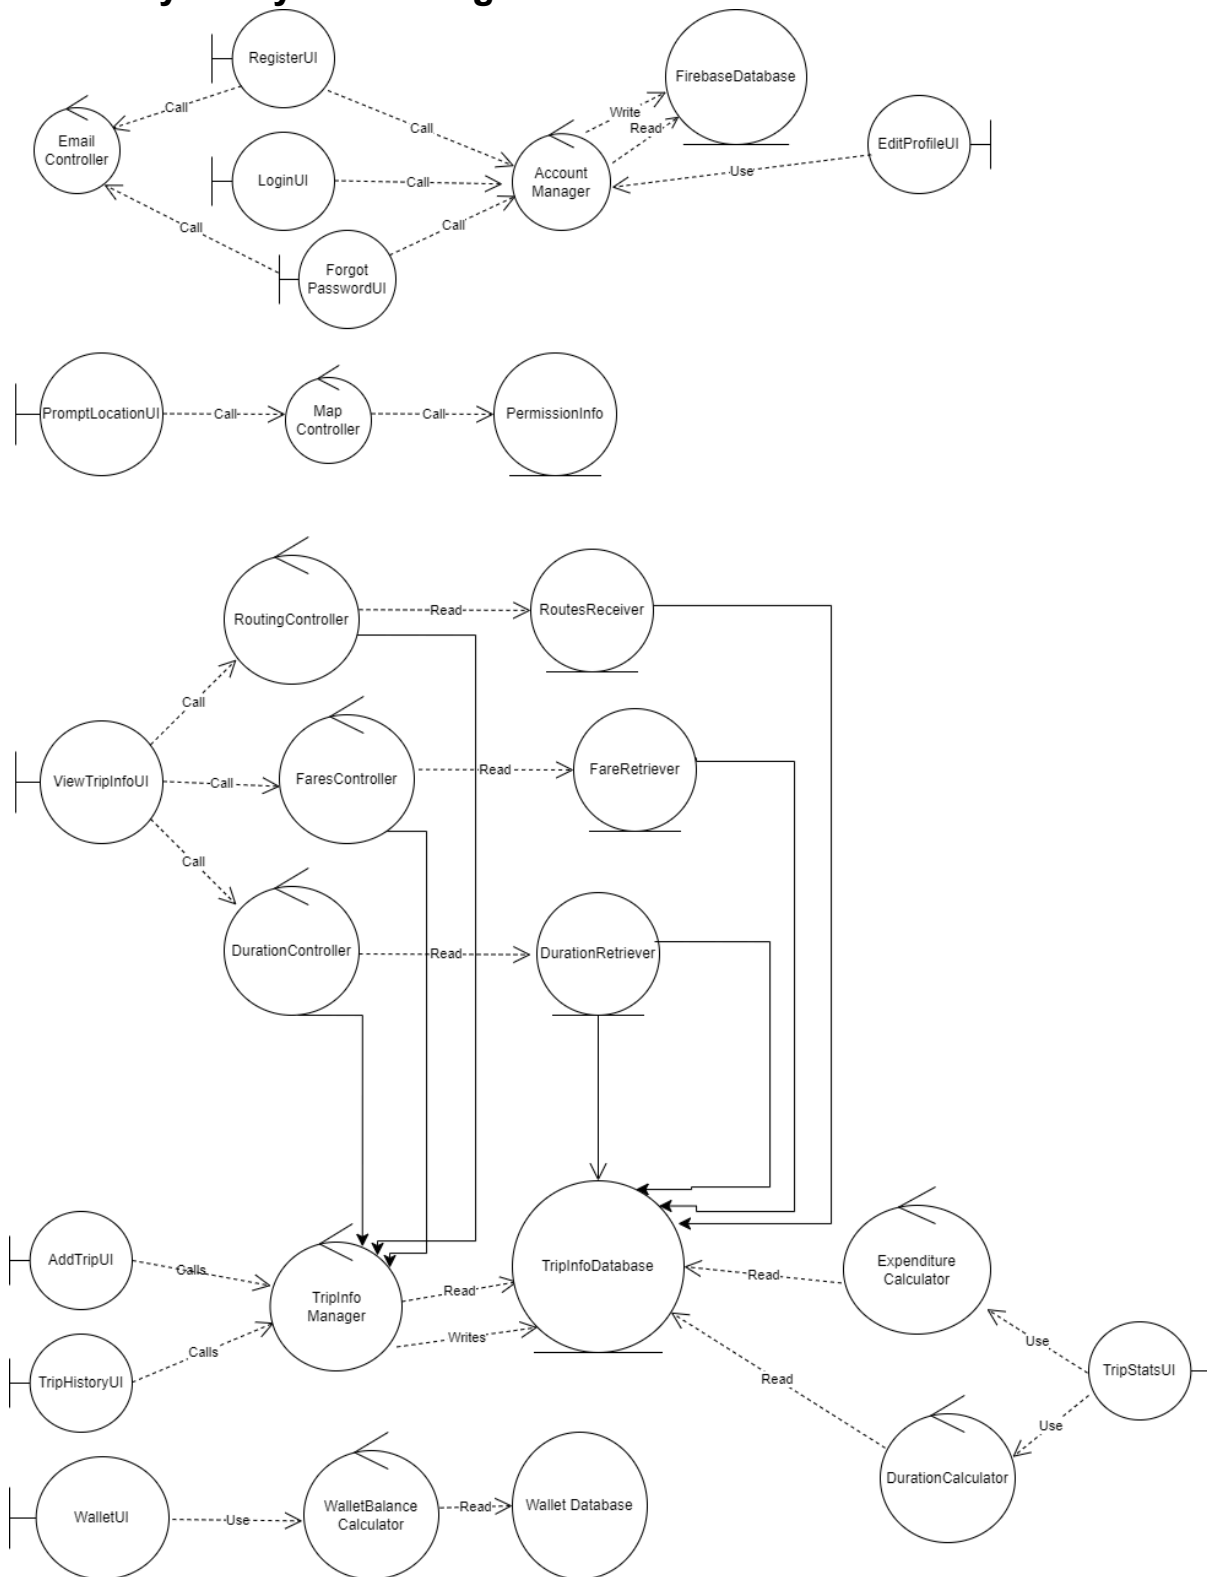 RegisterUI
FirebaseDatabase
Call
Write
Email
Controller
Call
Read
EditProfileUI
LoginUI
Call
Account
Manager
Use
Call
Call
Forgot
PasswordUI
PromptLocationUI
Call
Map
Controller
Call
PermissionInfo
RoutingController
Read
RoutesReceiver
Call
ViewTripInfoUI
Call
FaresController
Read
FareRetriever
Call
DurationController
Read
DurationRetriever
AddTripUI
Calls
TripInfo
Manager
Read
Writes
TripInfoDatabase
Read
Expenditure
Calculator
TripHistoryUI
Calls
Use
TripStatsUI
Read
Use
DurationCalculator
WalletUI
Use
WalletBalance
Calculator
Read
Wallet Database